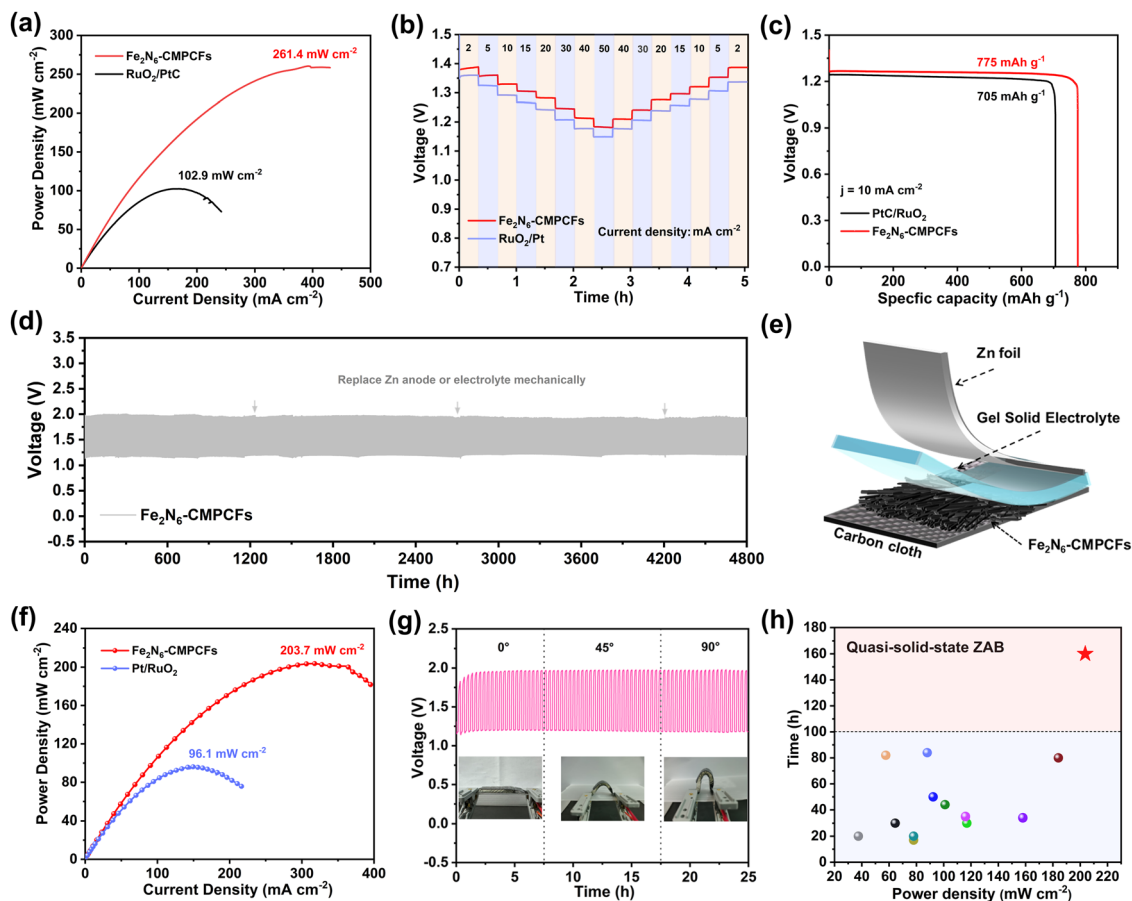 (a)
Power Density (mW cm⁻²)
300
250
200
150
100
50
0
Fe₂N₆-CMPCFs
RuO₂/PtC
261.4 mW cm⁻²
102.9 mW cm⁻²
0 100 200 300 400 500
Current Density (mA cm⁻²)
(b)
Voltage (V)
1.5
1.4
1.3
1.2
1.1
1.0
0.9
0.8
0.7
2 5 10 15 20 30 40 50 40 30 20 15 10 5 2
Fe₂N₆-CMPCFs
RuO₂/Pt
Current density: mA cm⁻²
0 1 2 3 4 5
Time (h)
(c)
Voltage (V)
1.5
1.2
0.9
0.6
0.3
0.0
775 mAh g⁻¹
705 mAh g⁻¹
j = 10 mA cm⁻²
PtC/RuO₂
Fe₂N₆-CMPCFs
0 200 400 600 800
Specfic capacity (mAh g⁻¹)
(d)
Voltage (V)
3.5
3.0
2.5
2.0
1.5
1.0
0.5
0.0
-0.5
Replace Zn anode or electrolyte mechanically
Fe₂N₆-CMPCFs
0 600 1200 1800 2400 3000 3600 4200 4800
Time (h)
(e)
Zn foil
Gel Solid Electrolyte
Fe₂N₆-CMPCFs
Carbon cloth
(f)
Power Density (mW cm⁻²)
240
200
160
120
80
40
0
Fe₂N₆-CMPCFs
Pt/RuO₂
203.7 mW cm⁻²
96.1 mW cm⁻²
0 100 200 300 400
Current Density (mA cm⁻²)
(g)
Voltage (V)
2.5
2.0
1.5
1.0
0.5
0.0
-0.5
0° 45° 90°
0 5 10 15 20 25
Time (h)
(h)
Time (h)
180
160
140
120
100
80
60
40
20
0
Quasi-solid-state ZAB
20 40 60 80 100 120 140 160 180 200 220
Power density (mW cm⁻²)